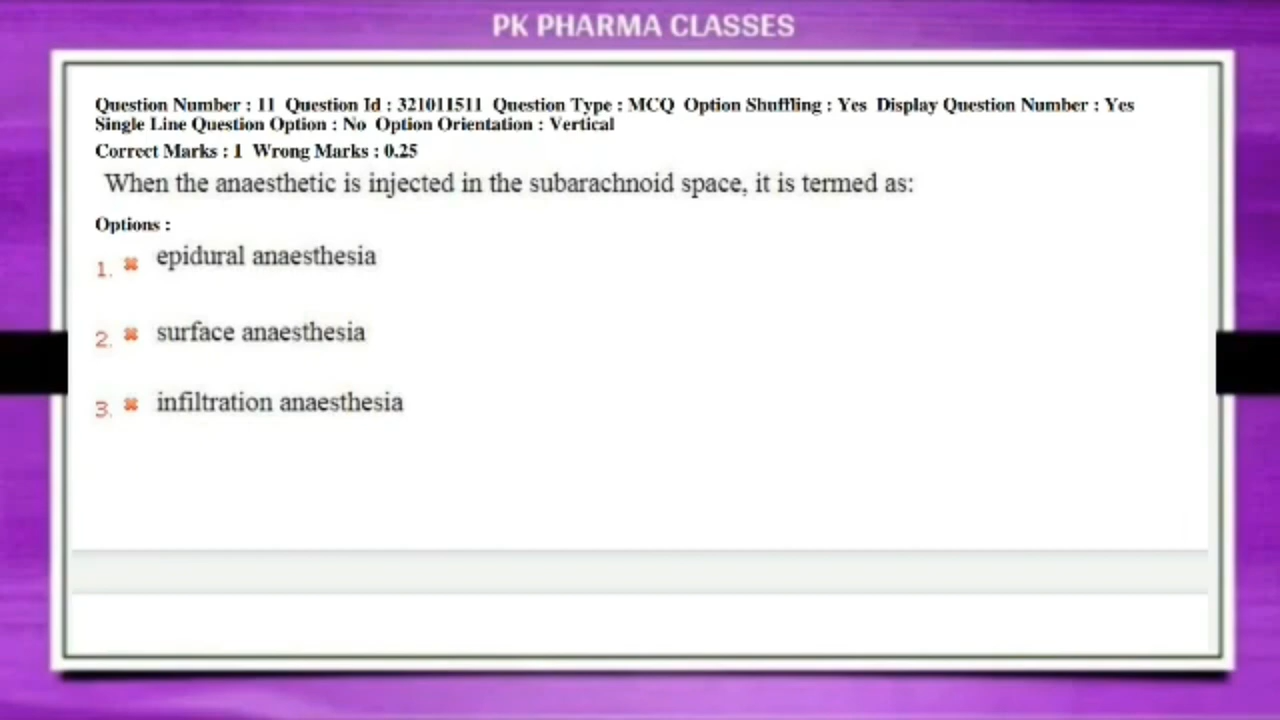 PK PHARMA CLASSES
Question Number : 11 Question Id : 321011511 Question Type : MCQ Option Shuffling : Yes Display Question Number : Yes
Single Line Question Option : No Option Orientation : Vertical
Correct Marks : 1 Wrong Marks : 0.25
When the anaesthetic is injected in the subarachnoid space, it is termed as:
Options :
1. ✖ epidural anaesthesia
2. ✖ surface anaesthesia
3. ✖ infiltration anaesthesia